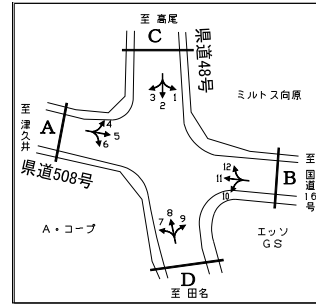 至 高尾
C
県道48号
3
2
1
ミルトス向原
至 津久井
A
4
5
6
県道508号
12
11
10
B
至 国道16号
A・コープ
7
8
9
エッソ
GS
D
至 田名